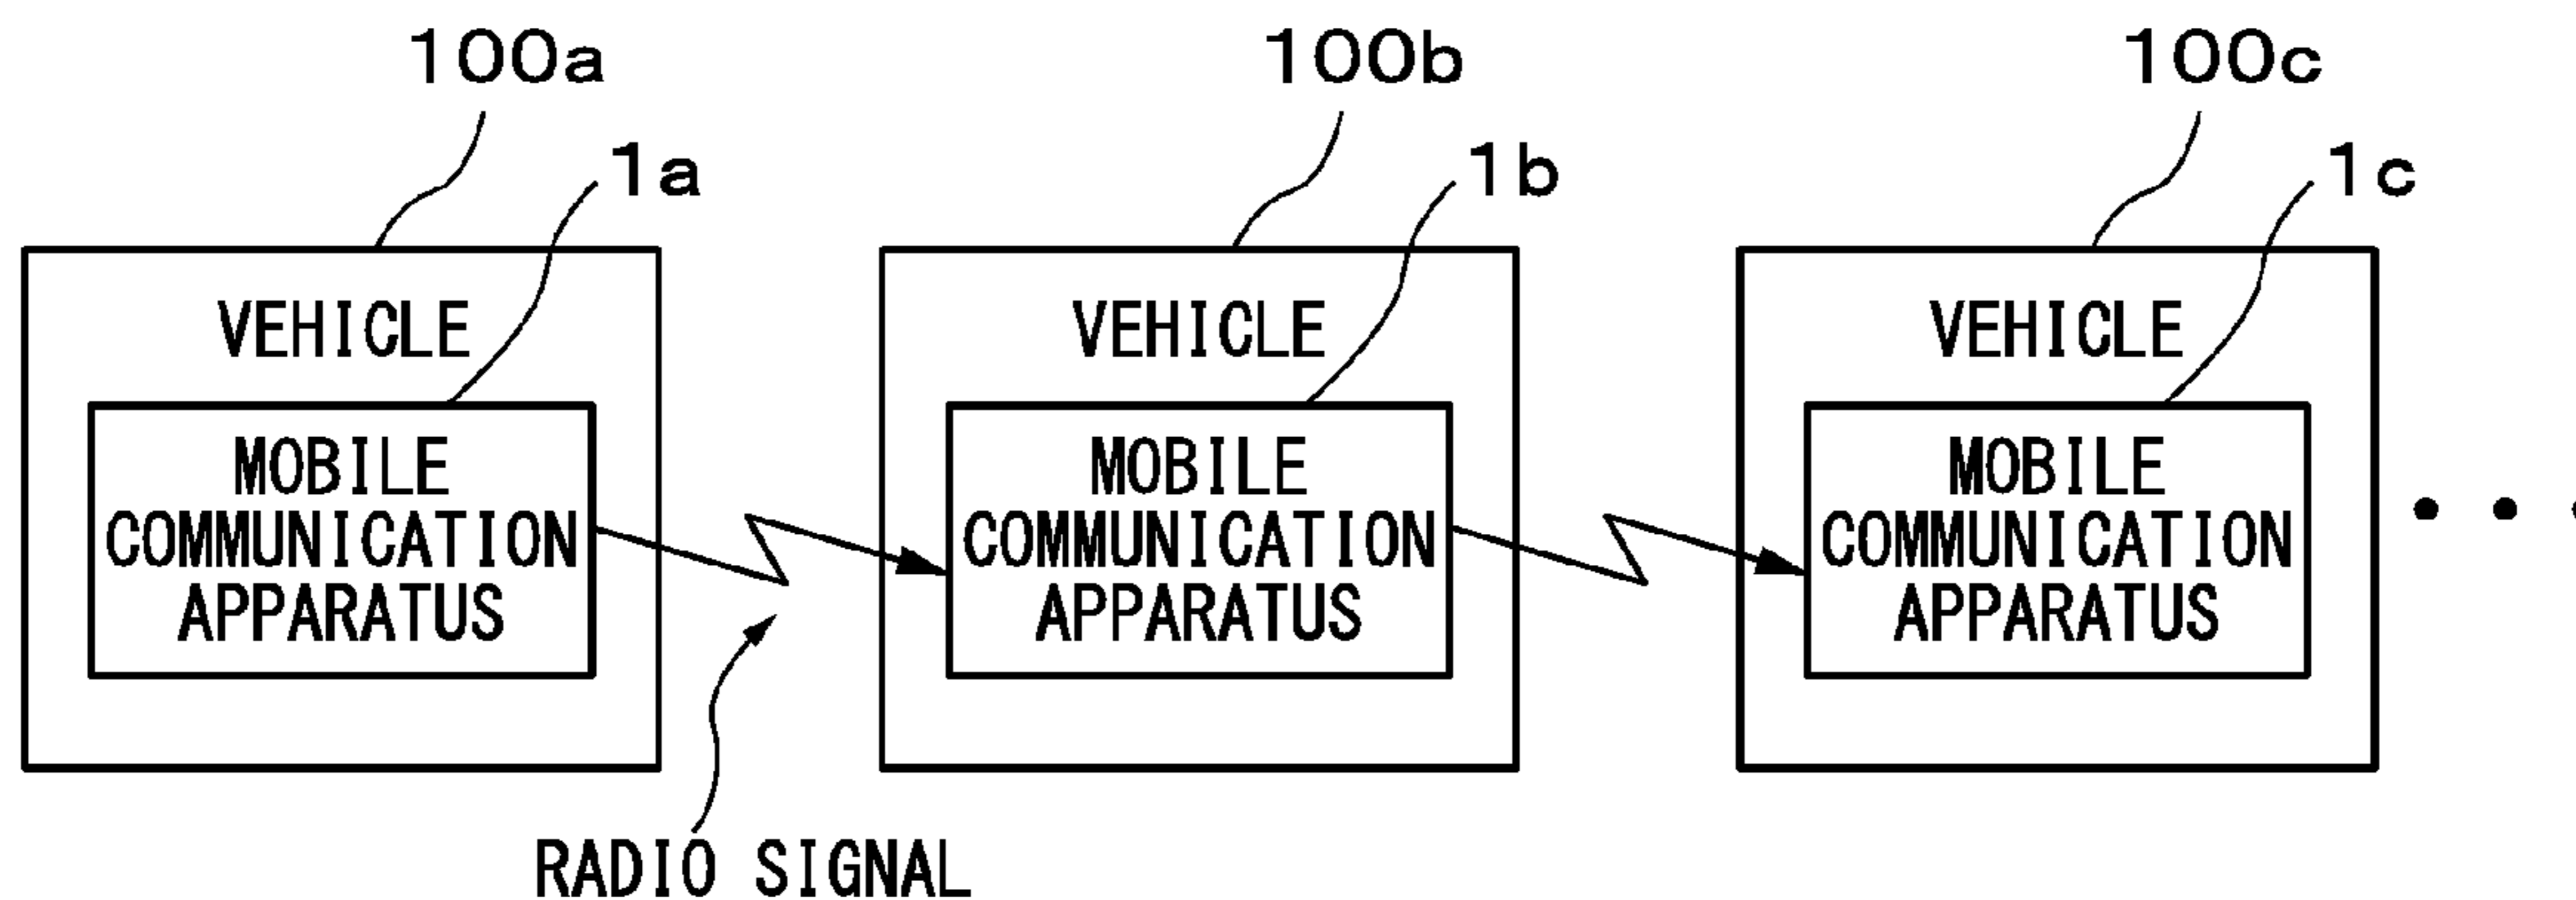 100a 100b 100c
1a 1b 1c
VEHICLE VEHICLE VEHICLE
MOBILE MOBILE MOBILE
COMMUNICATION COMMUNICATION COMMUNICATION
APPARATUS APPARATUS APPARATUS
RADIO SIGNAL